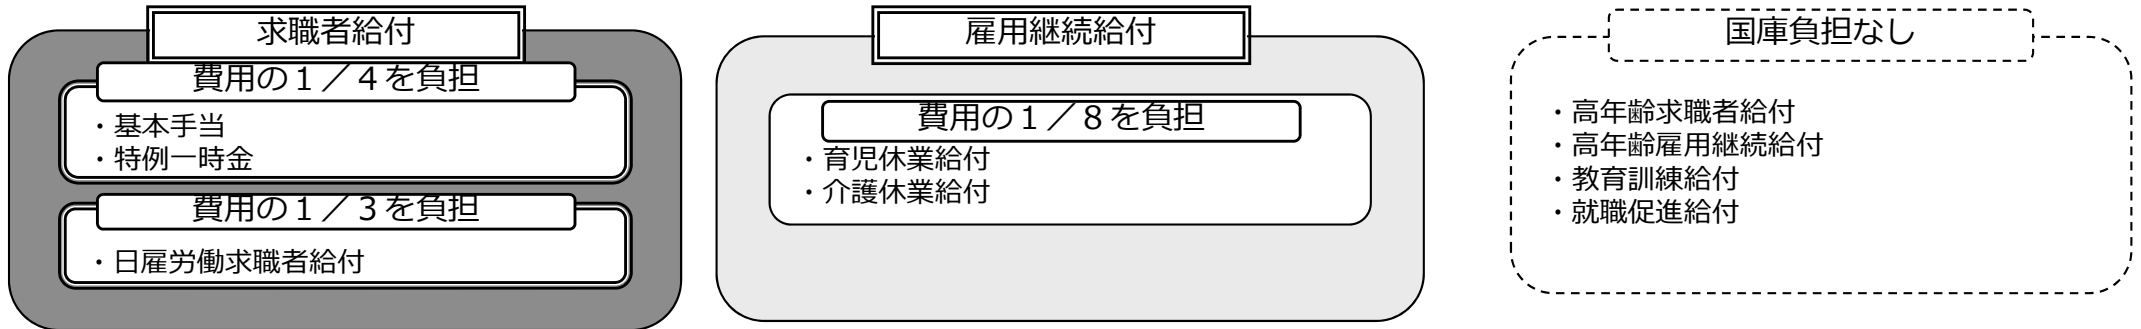 求職者給付
費用の１／４を負担
・基本手当
・特例一時金
費用の１／３を負担
・日雇労働求職者給付
雇用継続給付
費用の１／８を負担
・育児休業給付
・介護休業給付
国庫負担なし
・高年齢求職者給付
・高年齢雇用継続給付
・教育訓練給付
・就職促進給付